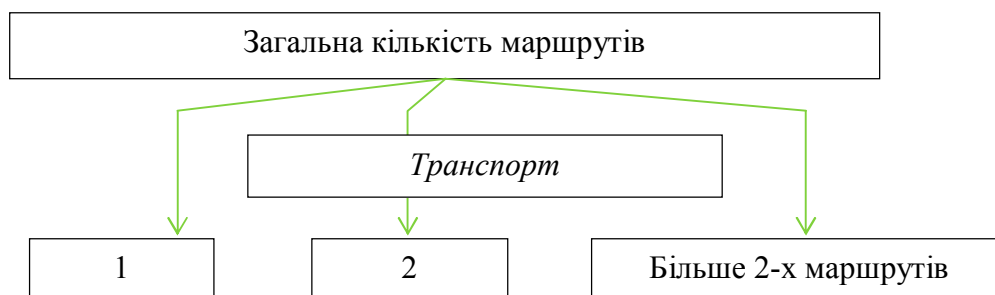 Загальна кількість маршрутів
Транспорт
1
2
Більше 2-х маршрутів